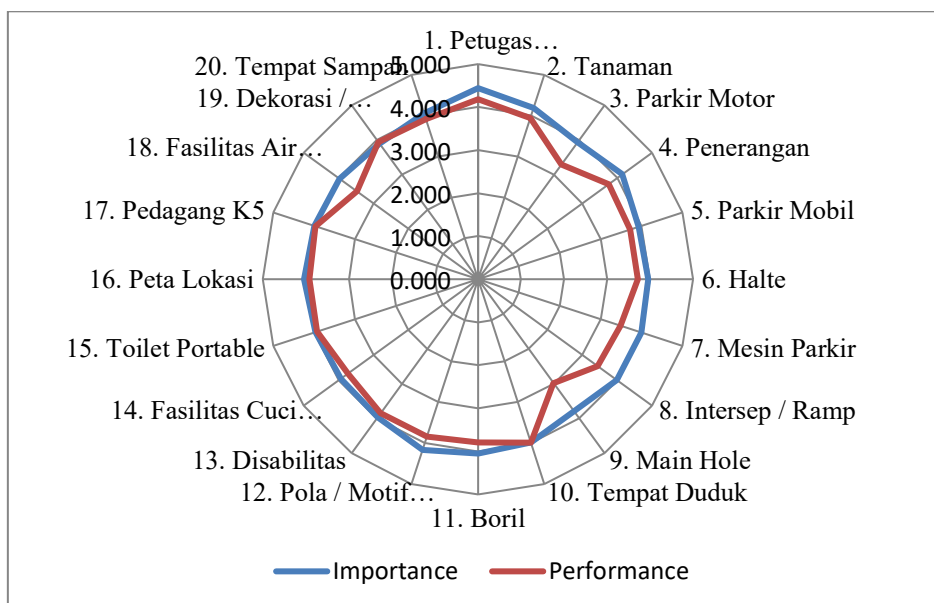 1. Petugas…
2. Tanaman
3. Parkir Motor
4. Penerangan
5. Parkir Mobil
6. Halte
7. Mesin Parkir
8. Intersep / Ramp
9. Main Hole
10. Tempat Duduk
11. Boril
12. Pola / Motif…
13. Disabilitas
14. Fasilitas Cuci…
15. Toilet Portable
16. Peta Lokasi
17. Pedagang K5
18. Fasilitas Air…
19. Dekorasi /…
20. Tempat Sampah
5.000
4.000
3.000
2.000
1.000
0.000
Importance
Performance